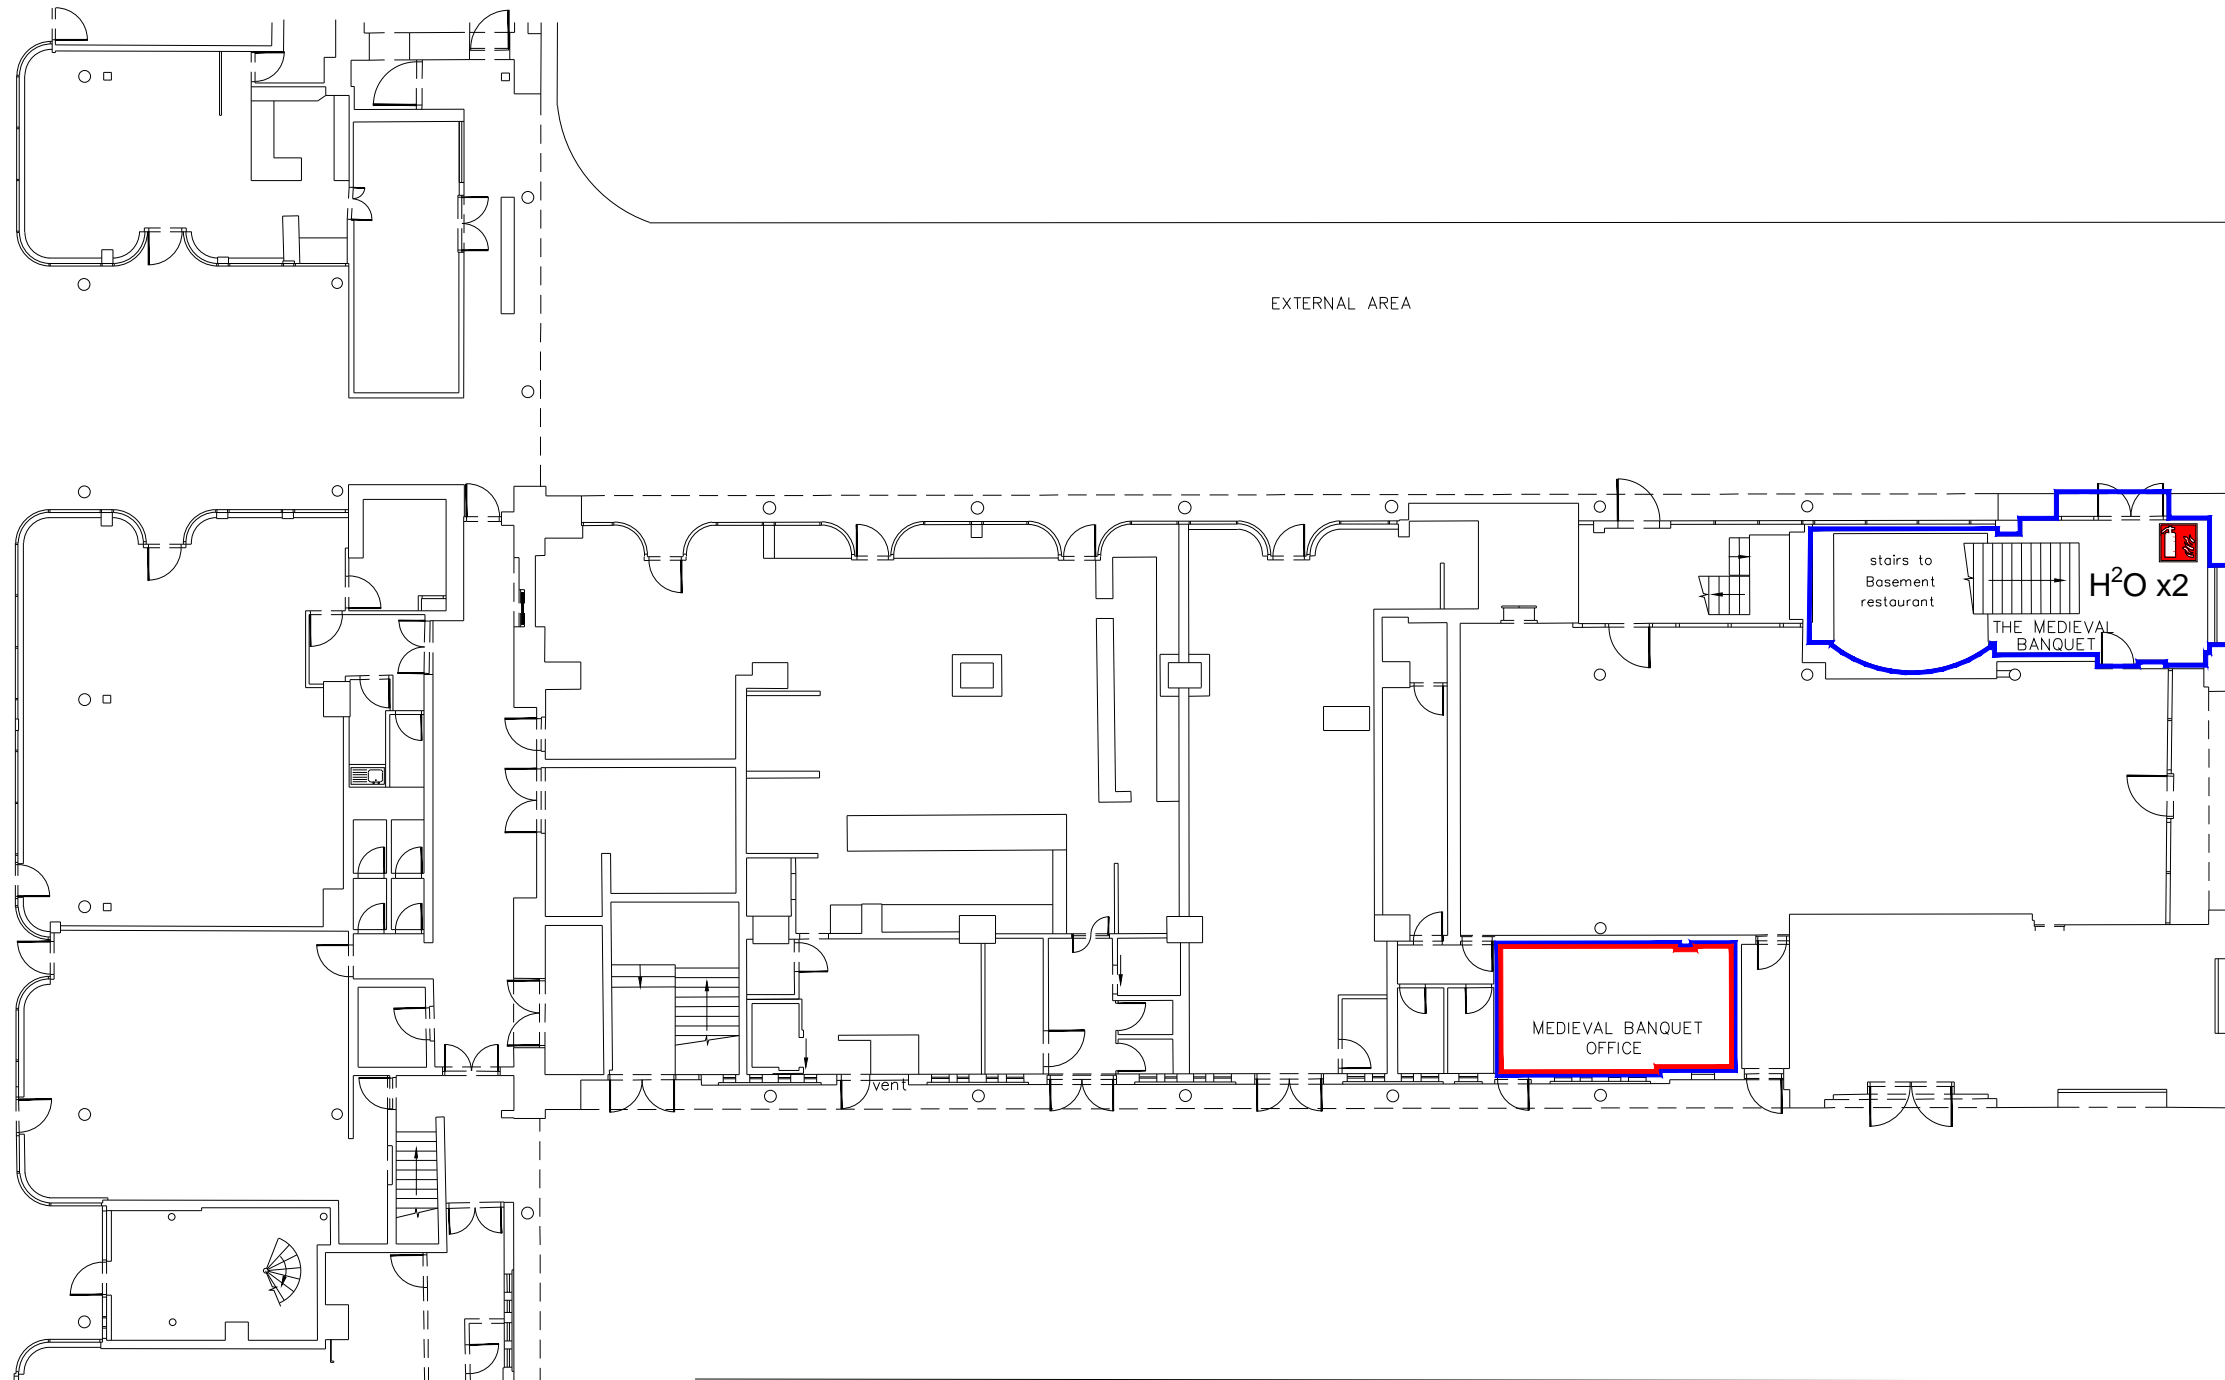 EXTERNAL AREA
stairs to
Basement
restaurant
H²O x2
THE MEDIEVAL
BANQUET
MEDIEVAL BANQUET
OFFICE
vent